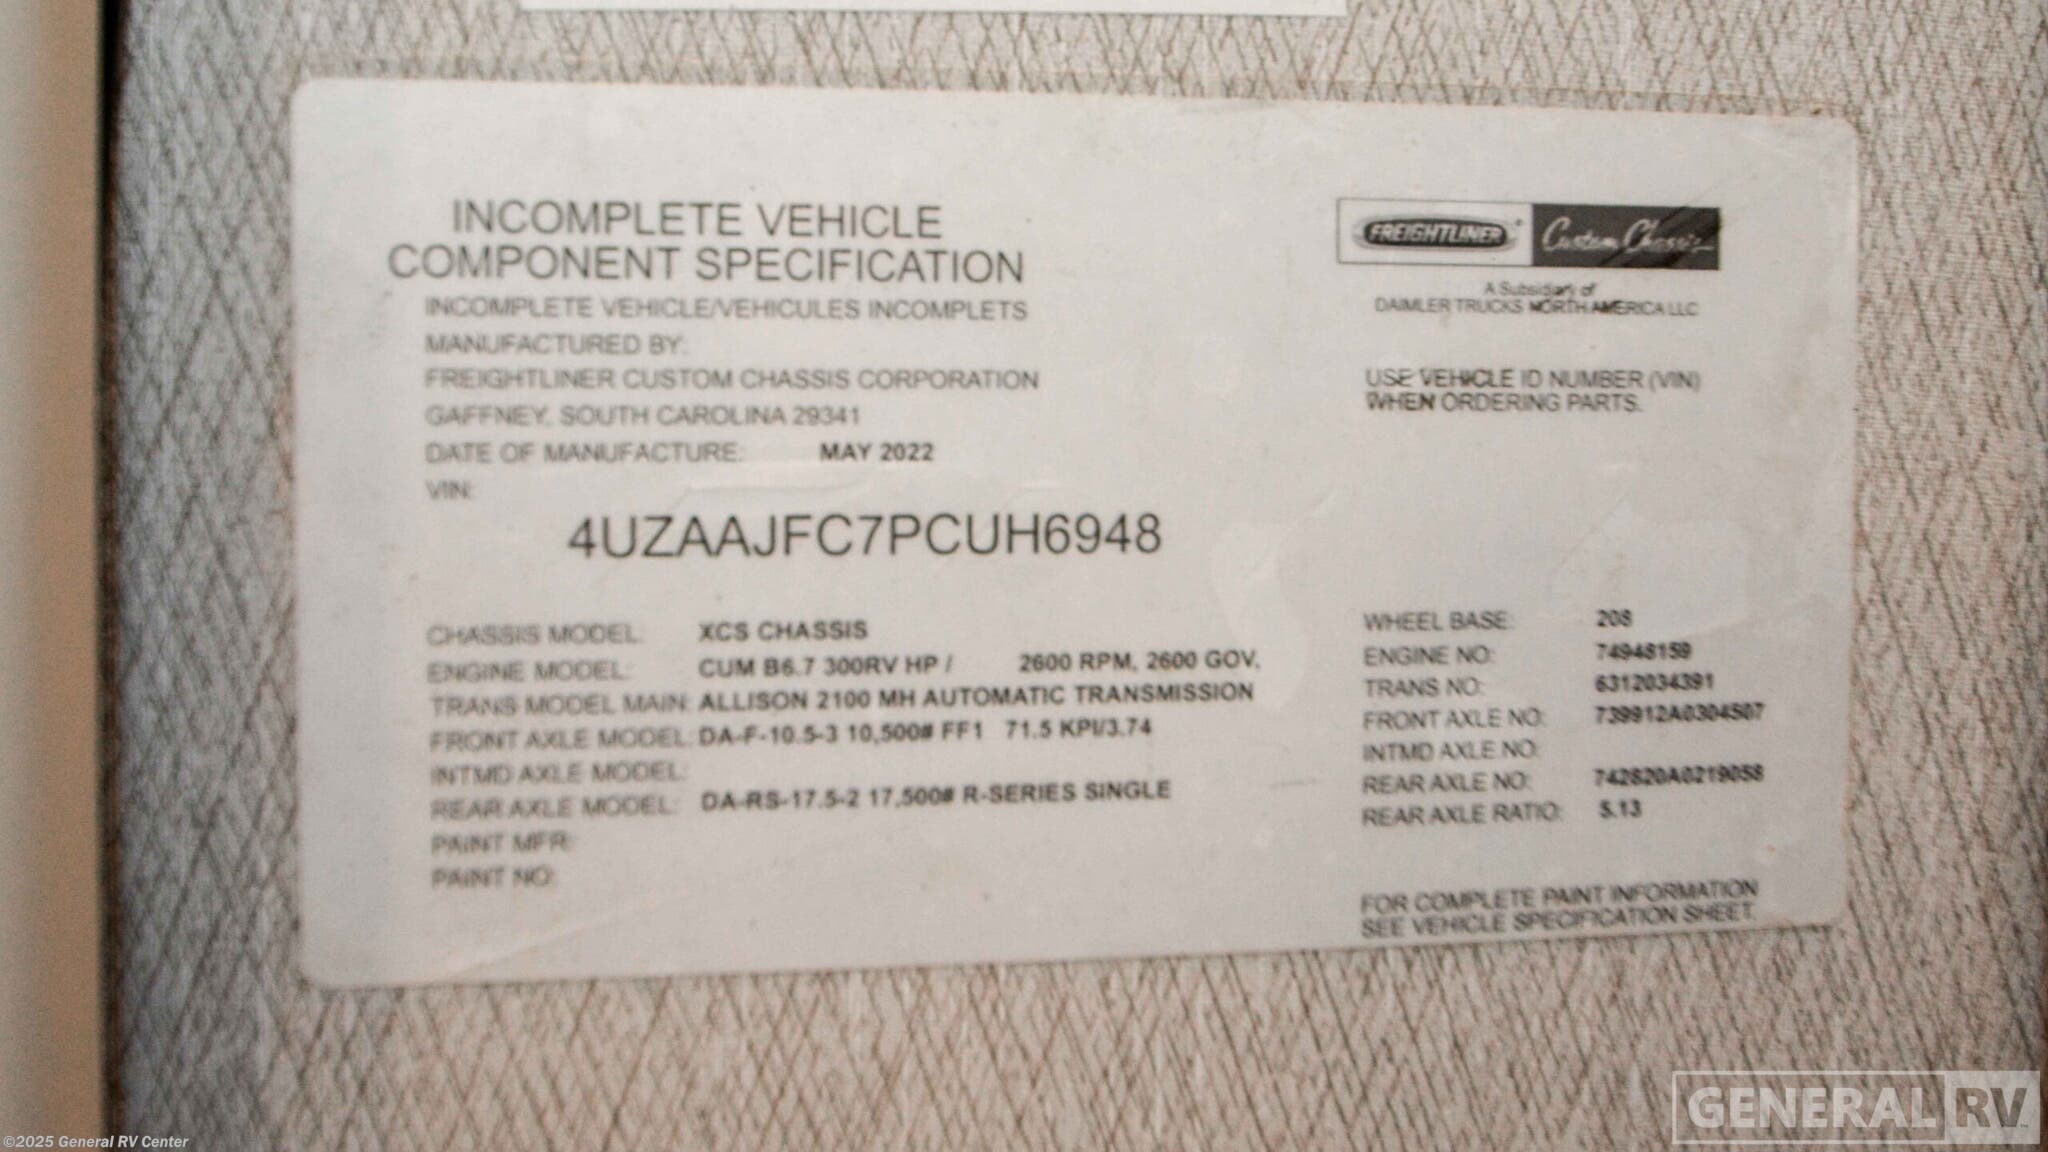 INCOMPLETE VEHICLE
COMPONENT SPECIFICATION
INCOMPLETE VEHICLE/VEHICULES INCOMPLETS
MANUFACTURED BY:
FREIGHTLINER CUSTOM CHASSIS CORPORATION
GAFFNEY, SOUTH CAROLINA 29341
DATE OF MANUFACTURE: MAY 2022
VIN:
4UZAAJFC7PCUH6948
CHASSIS MODEL: XCS CHASSIS
ENGINE MODEL: CUM B6.7 300RV HP / 2600 RPM, 2600 GOV.
TRANS MODEL MAIN: ALLISON 2100 MH AUTOMATIC TRANSMISSION
FRONT AXLE MODEL: DA-F-10.5-3 10,500# FF1 71.5 KPI/3.74
INTMD AXLE MODEL:
REAR AXLE MODEL: DA-RS-17.5-2 17,500# R-SERIES SINGLE
PAINT MFR:
PAINT NO:
FREIGHTLINER Custom Chassis
A Subsidiary of
DAIMLER TRUCKS NORTH AMERICA LLC
USE VEHICLE ID NUMBER (VIN)
WHEN ORDERING PARTS.
WHEEL BASE: 208
ENGINE NO: 74948159
TRANS NO: 6312034391
FRONT AXLE NO: 739912A0304507
INTMD AXLE NO:
REAR AXLE NO: 742820A0219058
REAR AXLE RATIO: 5.13
FOR COMPLETE PAINT INFORMATION
SEE VEHICLE SPECIFICATION SHEET.
©2025 General RV Center
GENERAL RV